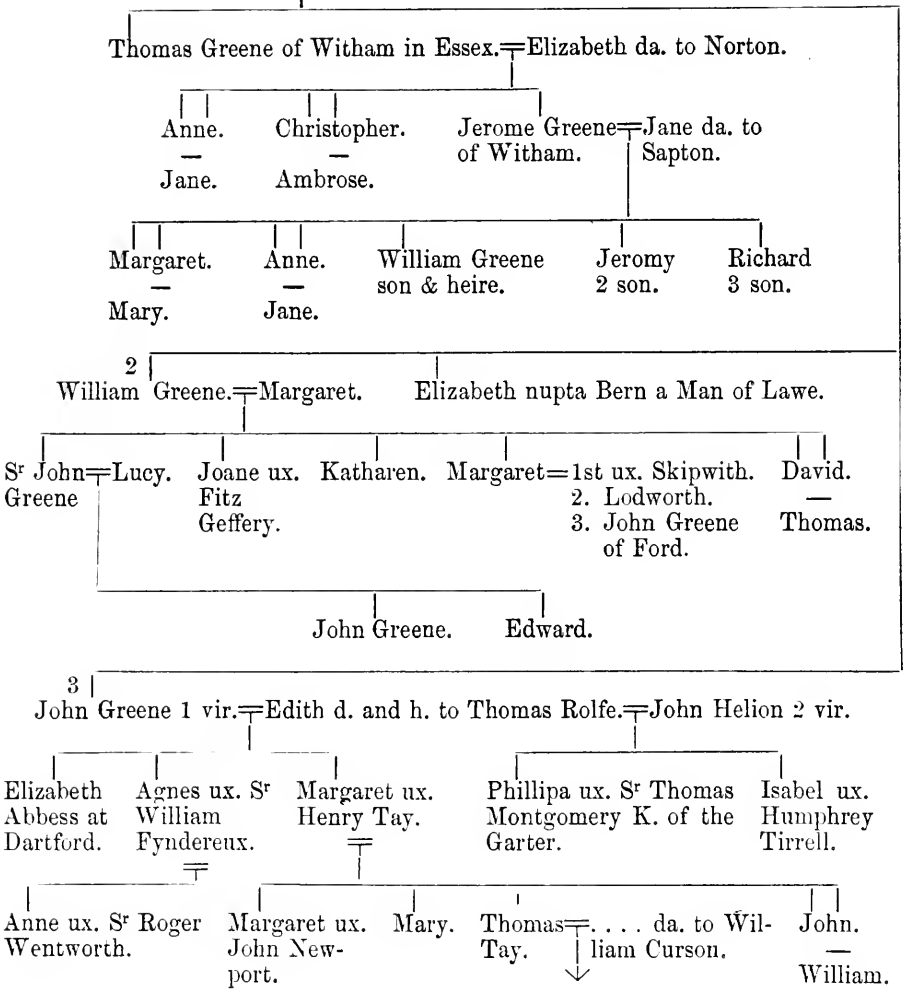 Thomas Greene of Witham in Essex.=Elizabeth da. to Norton.
Anne. Christopher. Jerome Greene=Jane da. to
— — of Witham. Sapton.
Jane. Ambrose.
Margaret. Anne. William Greene Jeromy Richard
— — son & heire. 2 son. 3 son.
Mary. Jane.
2
William Greene.=Margaret. Elizabeth nupta Bern a Man of Lawe.
Sr John=Lucy. Joane ux. Katharen. Margaret=1st ux. Skipwith. David.
Greene Fitz 2. Lodworth. —
Geffery. 3. John Greene Thomas.
of Ford.
John Greene. Edward.
3
John Greene 1 vir.=Edith d. and h. to Thomas Rolfe.=John Helion 2 vir.
Elizabeth Agnes ux. Sr Margaret ux. Phillipa ux. Sr Thomas Isabel ux.
Abbess at William Henry Tay. Montgomery K. of the Humphrey
Dartford. Fyndereux. Garter. Tirrell.
Anne ux. Sr Roger Margaret ux. Mary. Thomas=. . . . da. to Wil- John.
Wentworth. John New- Tay. liam Curson. —
port. William.